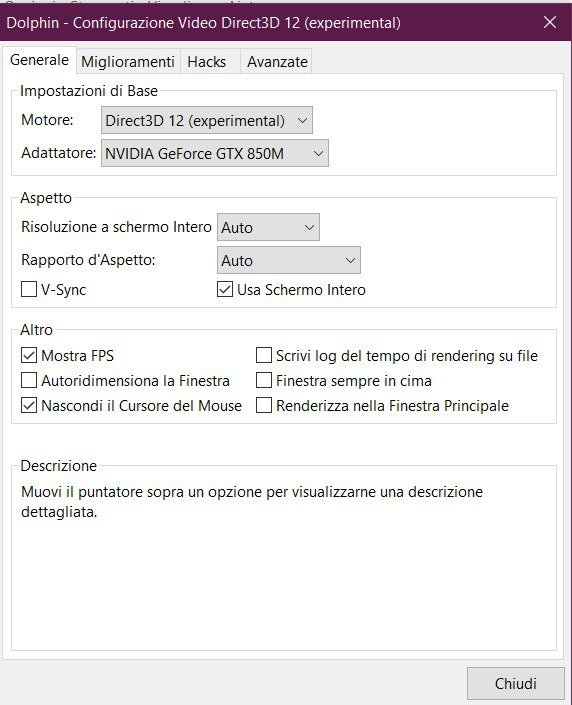 Dolphin - Configurazione Video Direct3D 12 (experimental)
Generale Miglioramenti Hacks Avanzate
Impostazioni di Base
Motore: Direct3D 12 (experimental)
Adattatore: NVIDIA GeForce GTX 850M
Aspetto
Risoluzione a schermo Intero Auto
Rapporto d'Aspetto: Auto
V-Sync Usa Schermo Intero
Altro
Mostra FPS Scrivi log del tempo di rendering su file
Autoridimensiona la Finestra Finestra sempre in cima
Nascondi il Cursore del Mouse Renderizza nella Finestra Principale
Descrizione
Muovi il puntatore sopra un opzione per visualizzarne una descrizione
dettagliata.
Chiudi